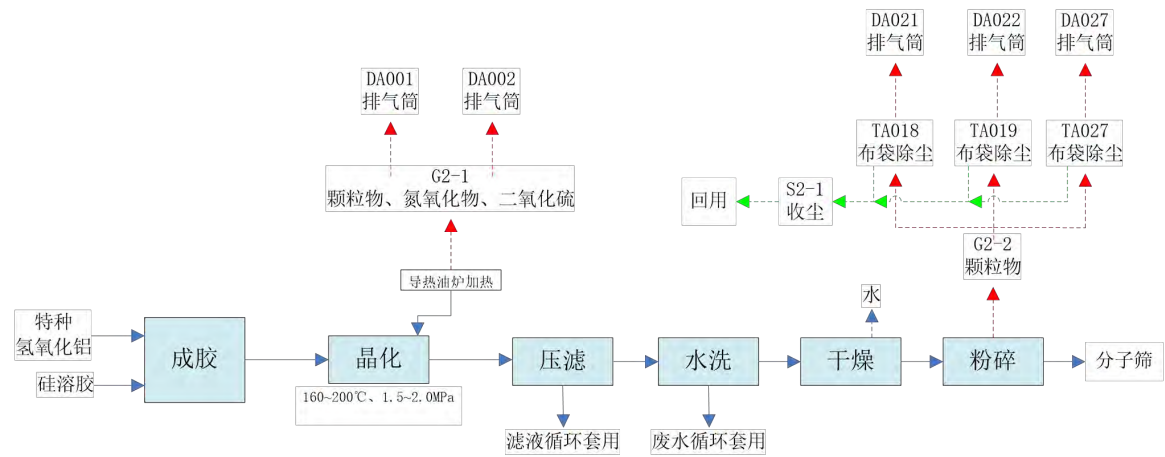 DA021
排气筒
DA022
排气筒
DA027
排气筒
DA001
排气筒
DA002
排气筒
TA018
布袋除尘
TA019
布袋除尘
TA027
布袋除尘
G2-1
颗粒物、氮氧化物、二氧化硫
回用
S2-1
收尘
G2-2
颗粒物
导热油炉加热
水
特种
氢氧化铝
硅溶胶
成胶
晶化
压滤
水洗
干燥
粉碎
分子筛
160~200℃、1.5~2.0MPa
滤液循环套用
废水循环套用